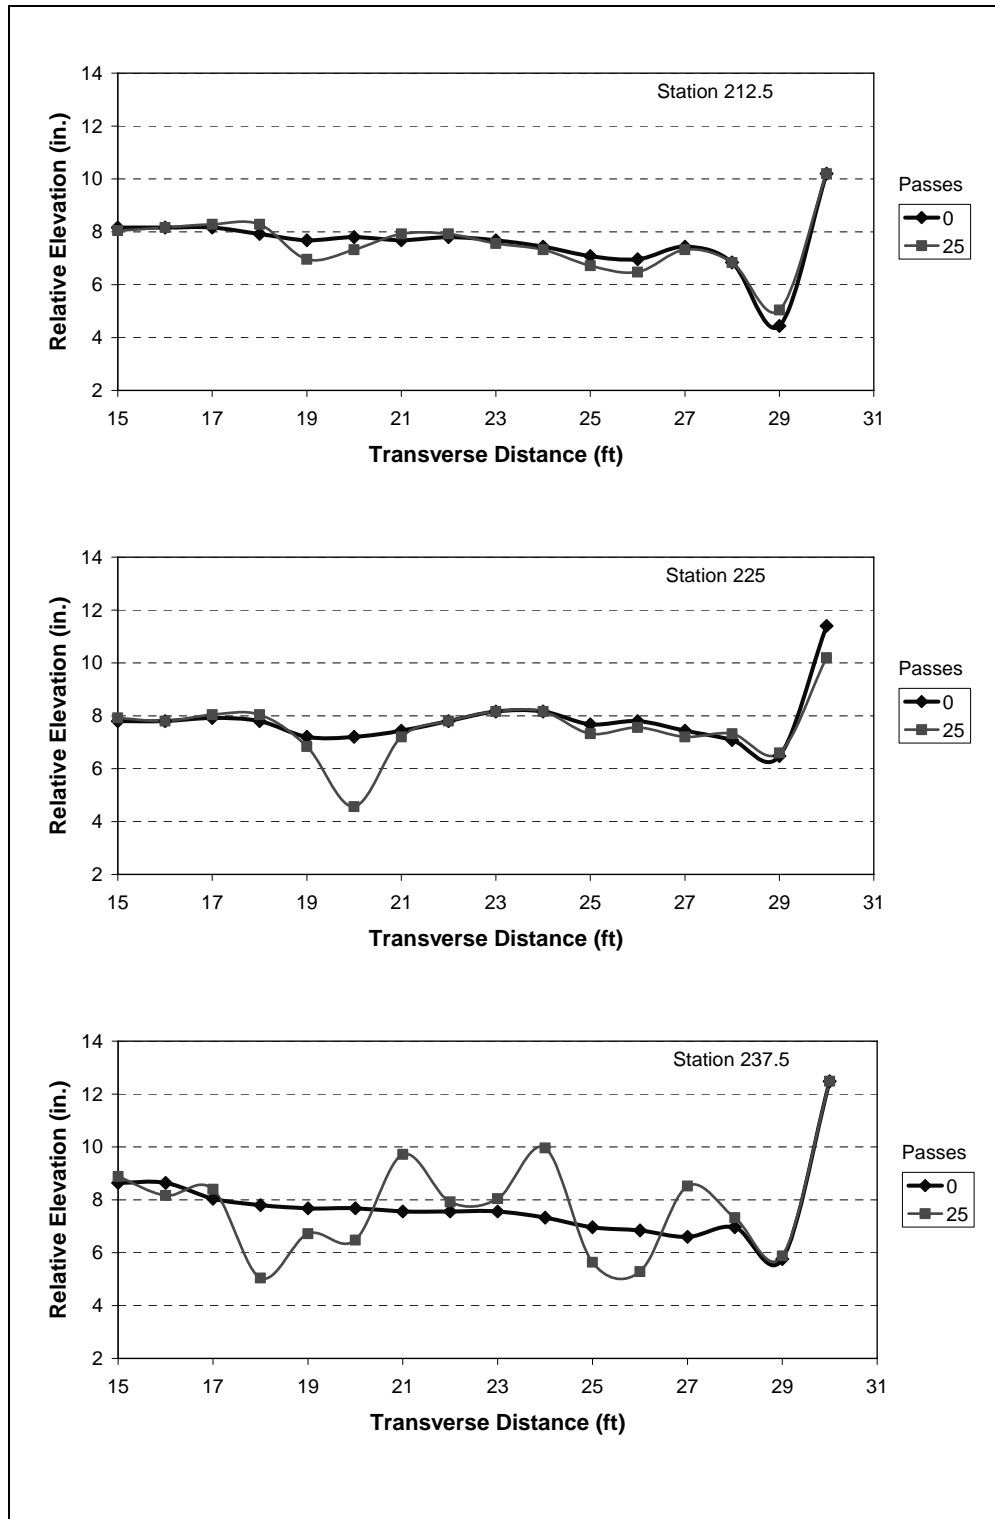 Station 212.5
14
12
10
8
6
4
2
15 17 19 21 23 25 27 29 31
Relative Elevation (in.)
Transverse Distance (ft)
Passes
0
25
Station 225
14
12
10
8
6
4
2
15 17 19 21 23 25 27 29 31
Relative Elevation (in.)
Transverse Distance (ft)
Passes
0
25
Station 237.5
14
12
10
8
6
4
2
15 17 19 21 23 25 27 29 31
Relative Elevation (in.)
Transverse Distance (ft)
Passes
0
25